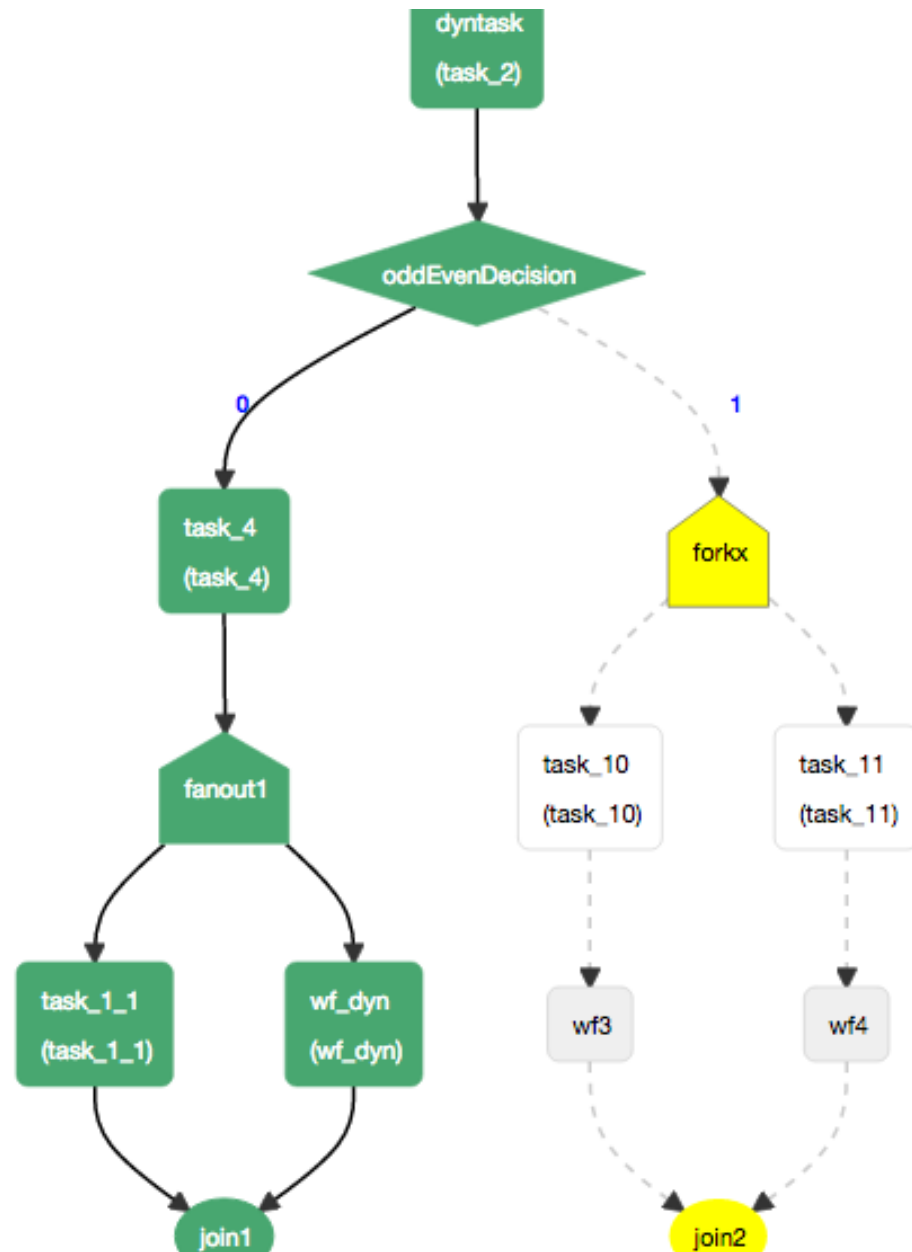 dyntask
(task_2)
oddEvenDecision
0
1
task_4
(task_4)
forkx
task_10
(task_10)
task_11
(task_11)
fanout1
task_1_1
(task_1_1)
wf_dyn
(wf_dyn)
wf3
wf4
join1
join2